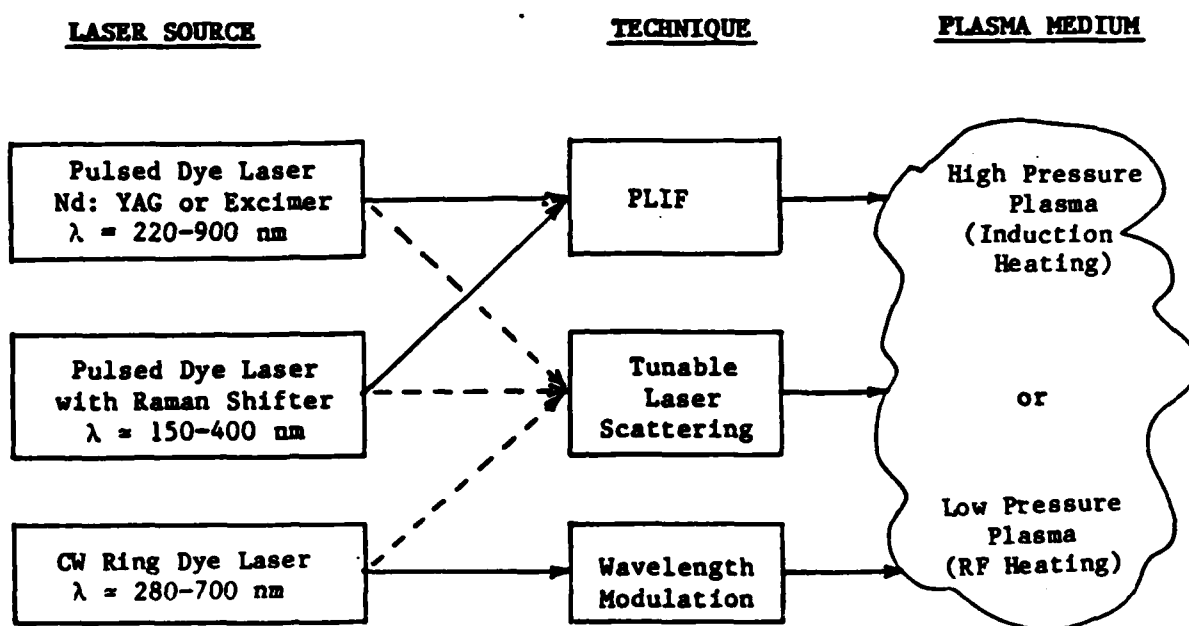 LASER SOURCE
TECHNIQUE
PLASMA MEDIUM
Pulsed Dye Laser
Nd: YAG or Excimer
λ = 220-900 nm
PLIF
High Pressure
Plasma
(Induction
Heating)
Pulsed Dye Laser
with Raman Shifter
λ ≃ 150-400 nm
Tunable
Laser
Scattering
or
CW Ring Dye Laser
λ ≃ 280-700 nm
Wavelength
Modulation
Low Pressure
Plasma
(RF Heating)